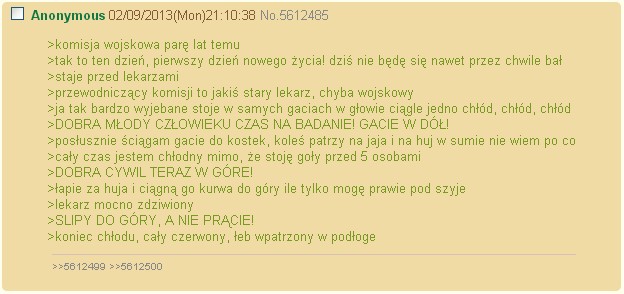 Anonymous 02/09/2013(Mon)21:10:38 No.5612485
>komisja wojskowa parę lat temu
>tak to ten dzień, pierwszy dzień nowego życia! dziś nie będę się nawet przez chwile bał
>staje przed lekarzami
>przewodniczący komisji to jakiś stary lekarz, chyba wojskowy
>ja tak bardzo wyjebane stoje w samych gaciach w głowie ciągle jedno chłód, chłód, chłód
>DOBRA MŁODY CZŁOWIEKU CZAS NA BADANIE! GACIE W DÓŁ!
>posłusznie ściągam gacie do kostek, koleś patrzy na jaja i na huj w sumie nie wiem po co
>cały czas jestem chłodny mimo, że stoję goły przed 5 osobami
>DOBRA CYWIL TERAZ W GÓRE!
>łapie za huja i ciągną go kurwa do góry ile tylko mogę prawie pod szyje
>lekarz mocno zdziwiony
>SLIPY DO GÓRY, A NIE PRĄCIE!
>koniec chłodu, cały czerwony, łeb wpatrzony w podłoge
>>5612499 >>5612500